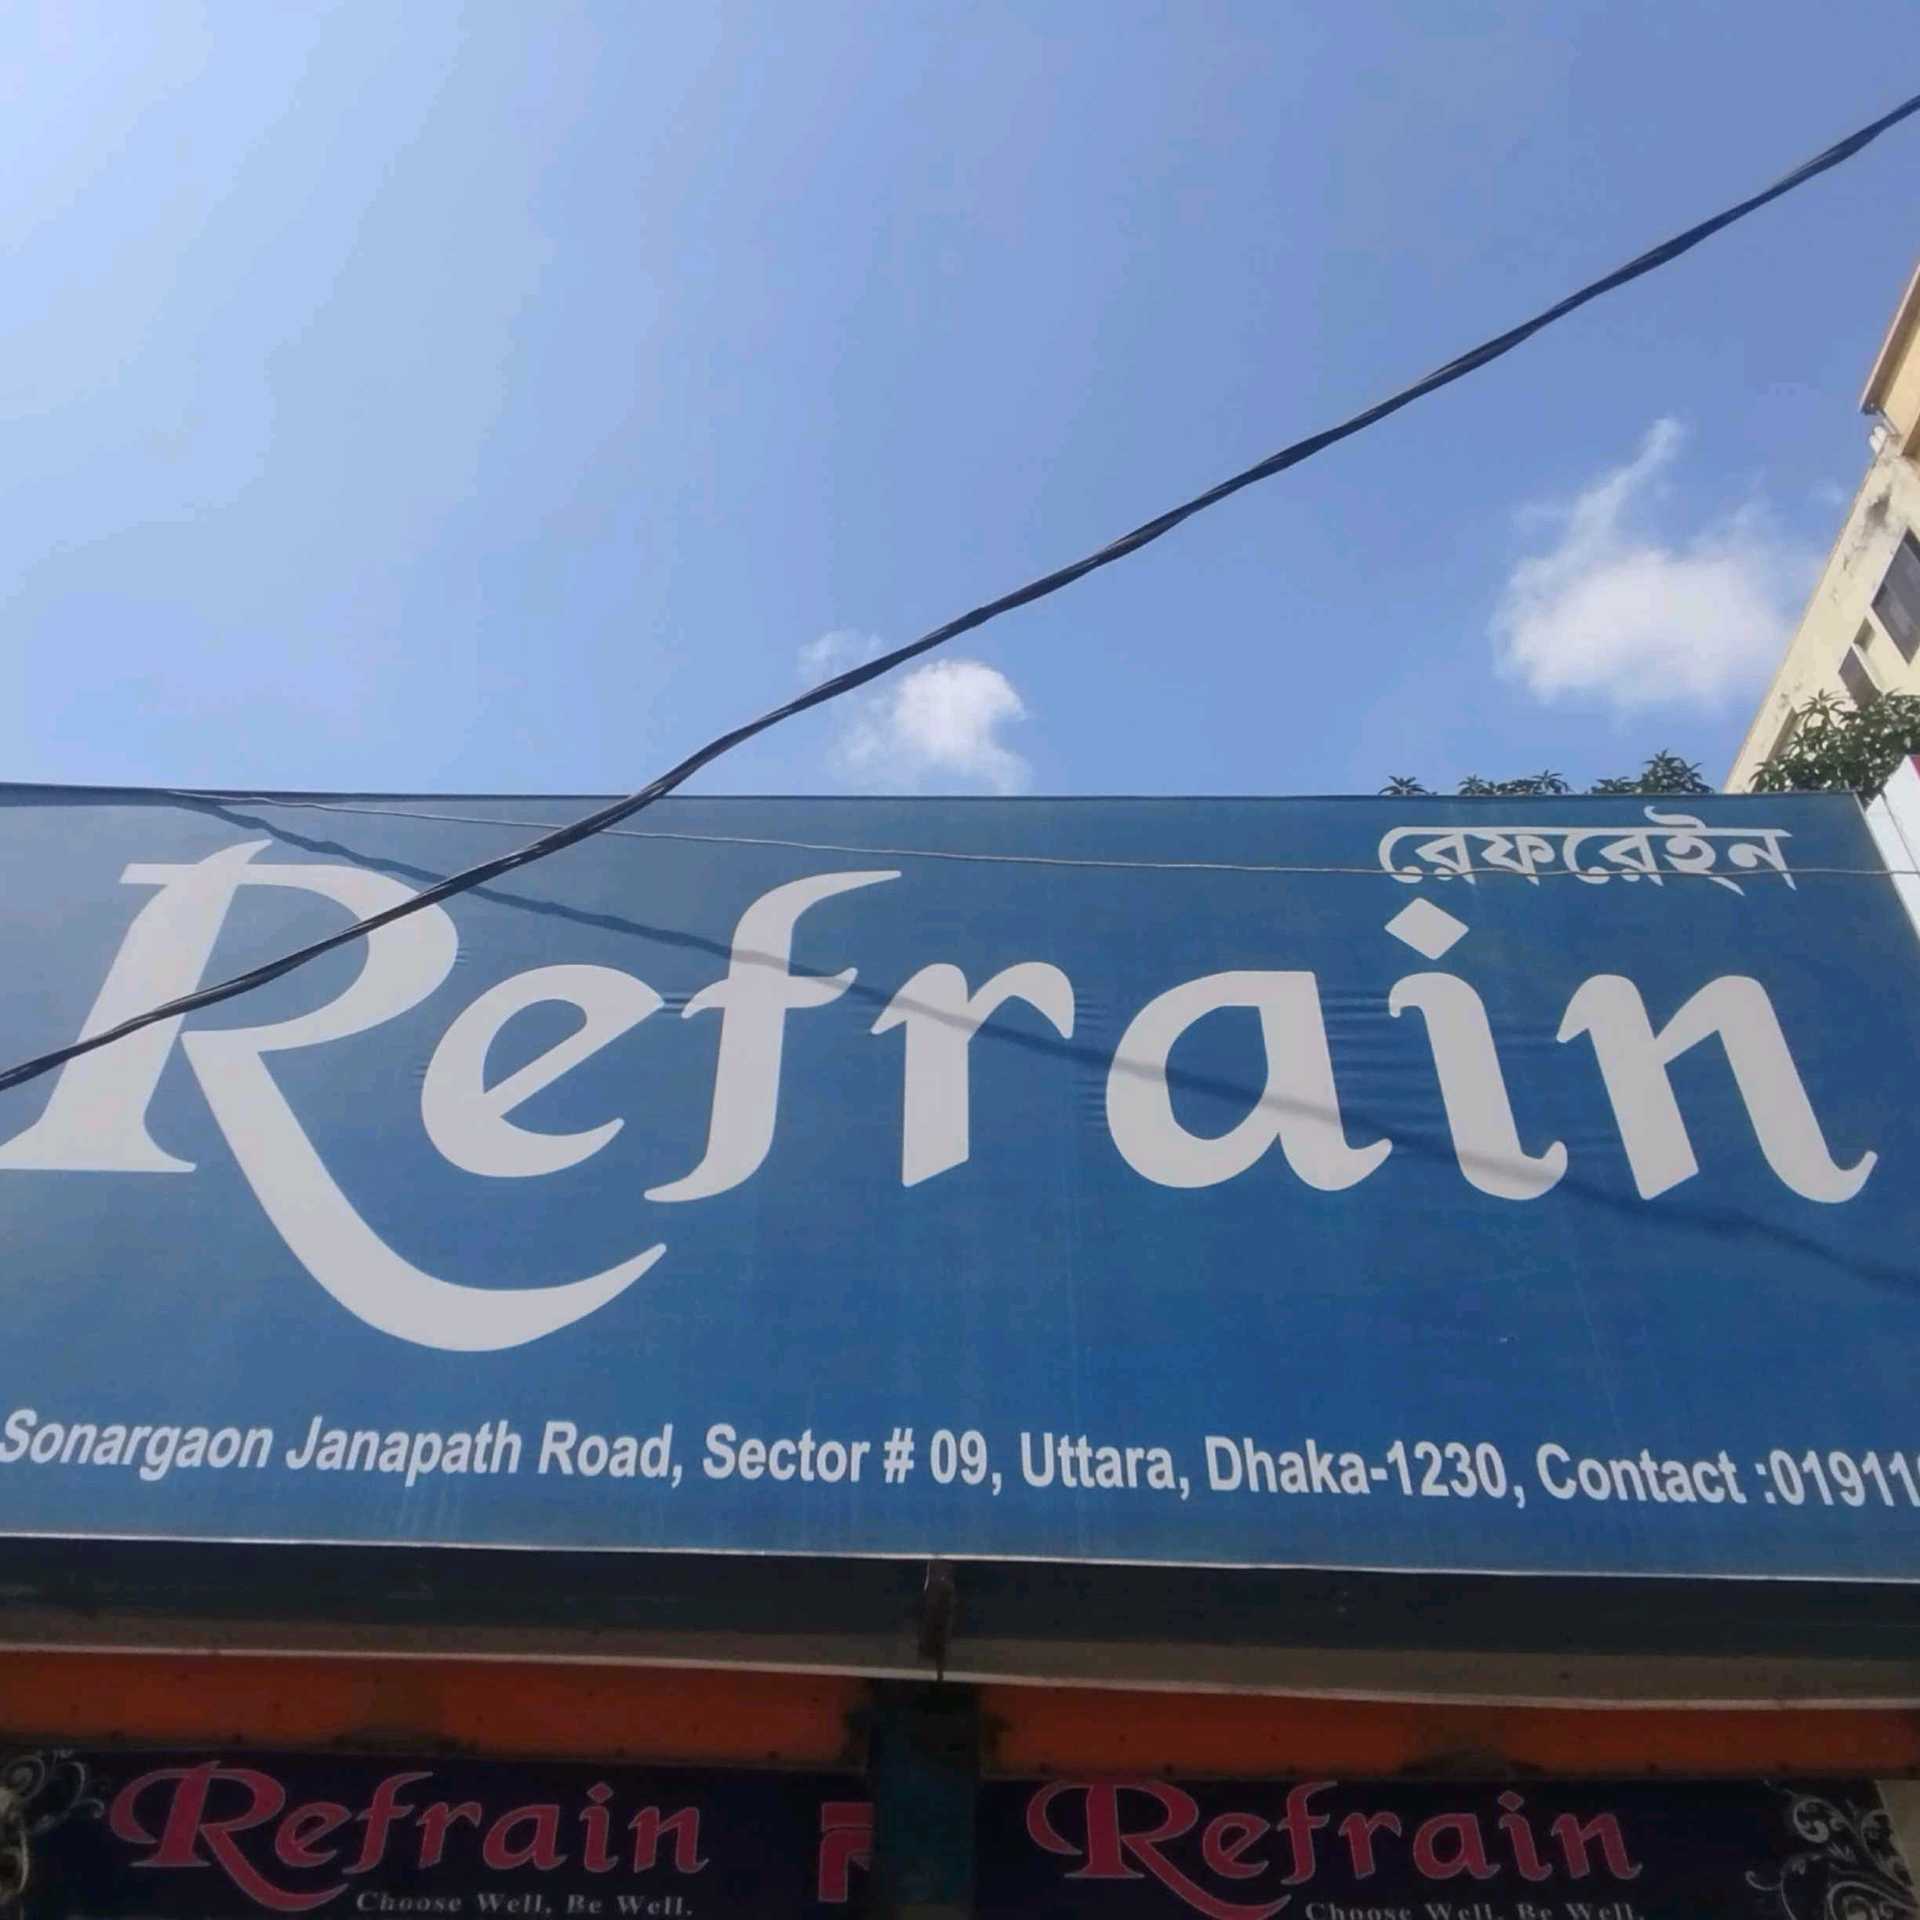 রেফরেইন
Refrain
Sonargaon Janapath Road, Sector # 09, Uttara, Dhaka-1230, Contact :01911
Refrain
Choose Well, Be Well.
Refrain
Choose Well, Be Well.